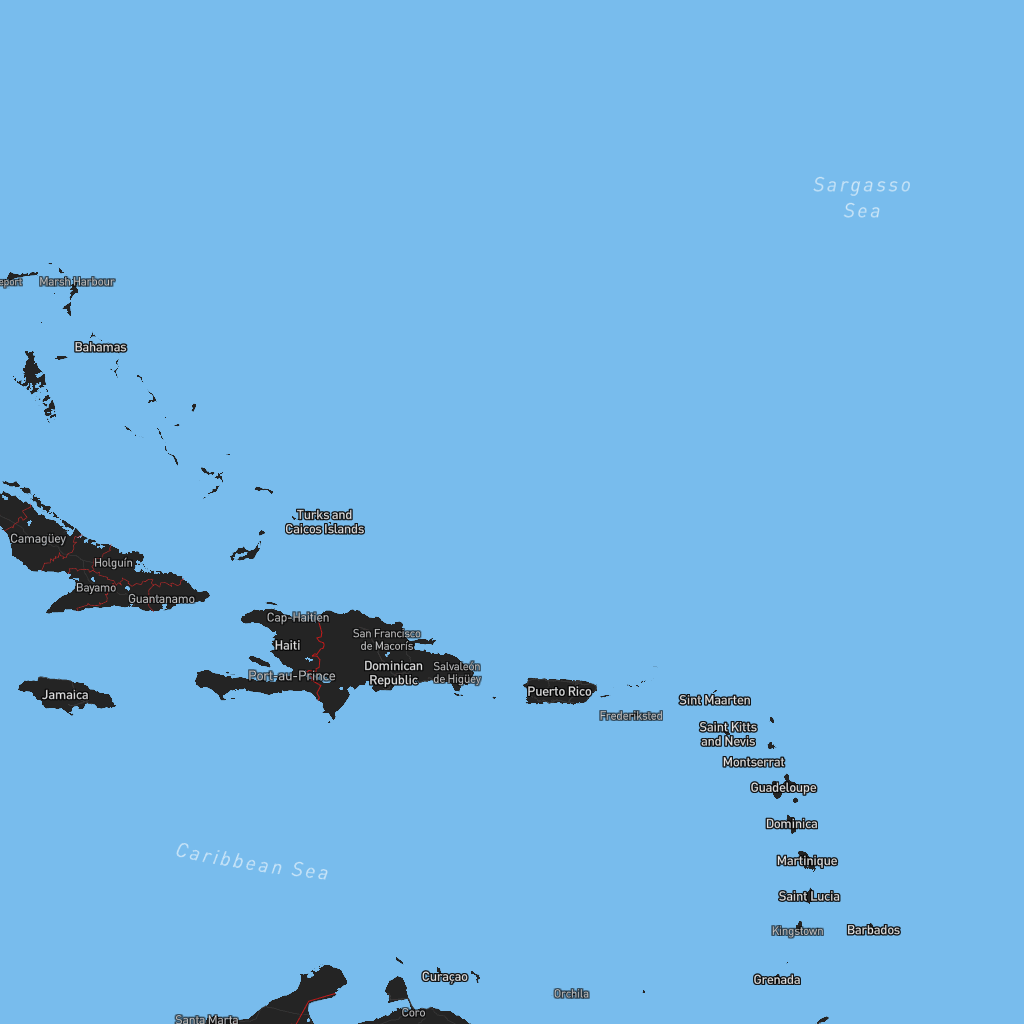 Sargasso
Sea
eport
Marsh Harbour
Bahamas
Turks and
Caicos Islands
Camagüey
Holguín
Bayamo
Guantanamo
Cap-Haïtien
San Francisco
de Macorís
Haiti
Port-au-Prince
Dominican
Republic
Salvaleón
de Higüey
Jamaica
Puerto Rico
Frederiksted
Sint Maarten
Saint Kitts
and Nevis
Montserrat
Guadeloupe
Dominica
Caribbean Sea
Martinique
Saint Lucia
Kingstown
Barbados
Curaçao
Grenada
Orchila
Coro
Santa Marta